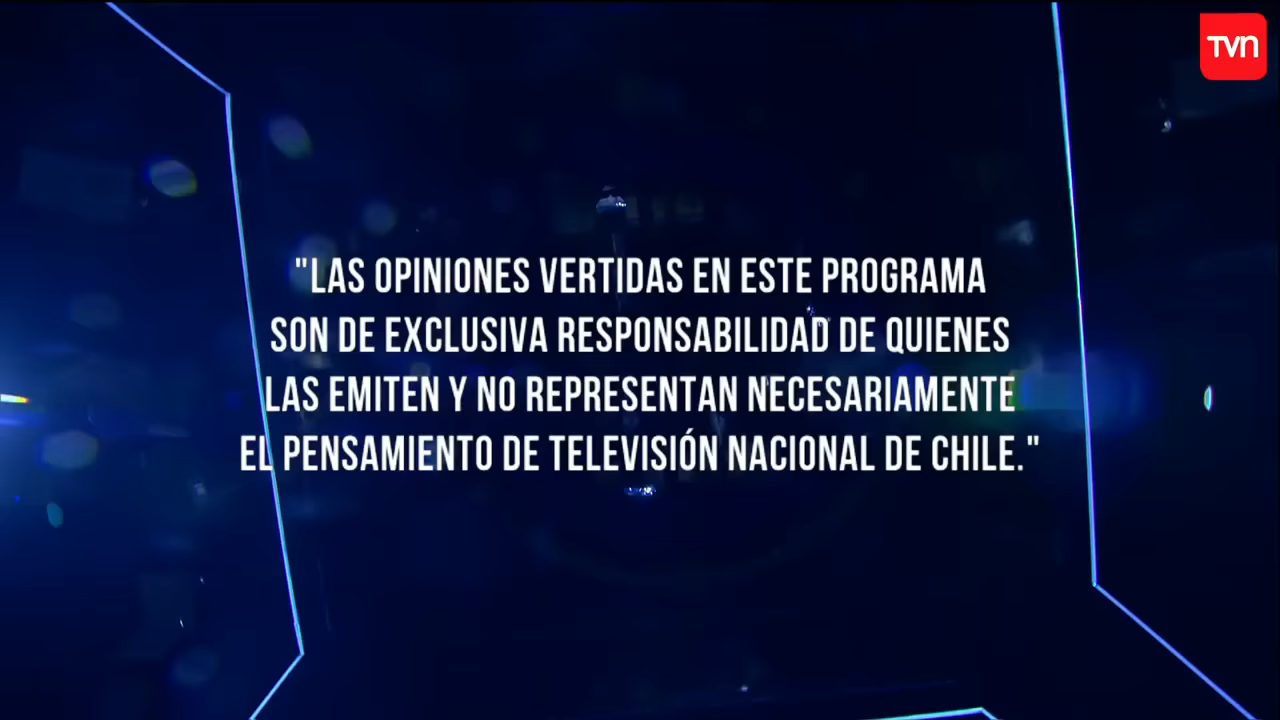 TVN
"LAS OPINIONES VERTIDAS EN ESTE PROGRAMA
SON DE EXCLUSIVA RESPONSABILIDAD DE QUIENES
LAS EMITEN Y NO REPRESENTAN NECESARIAMENTE
EL PENSAMIENTO DE TELEVISIÓN NACIONAL DE CHILE."